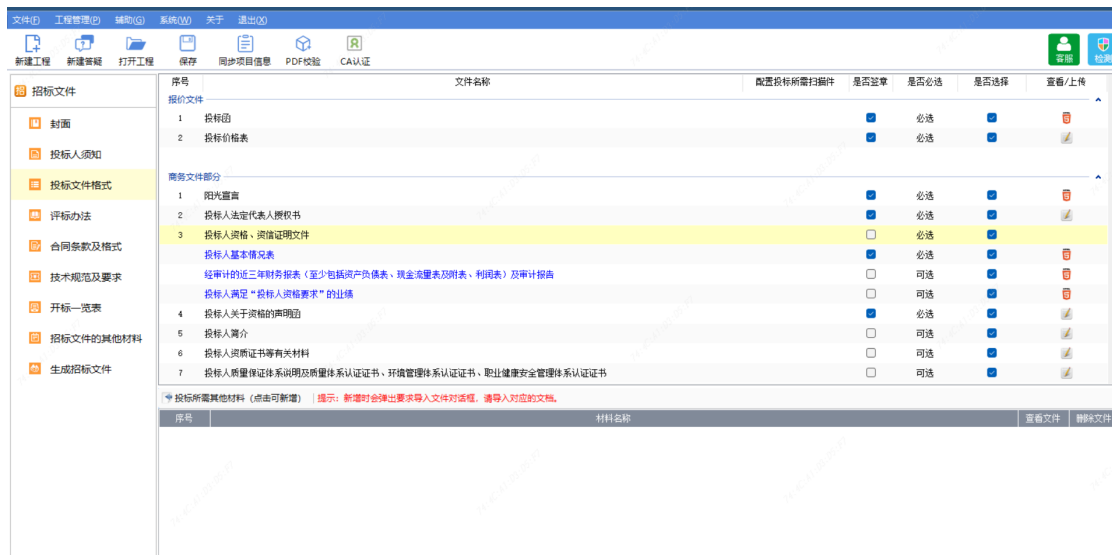 文件(F) 工程管理(P) 辅助(G) 系统(W) 关于 退出(X)
新建工程 新建答疑 打开工程 保存 同步项目信息 PDF校验 CA认证 客服 检测
招标文件
封面
投标人须知
投标文件格式
评标办法
合同条款及格式
技术规范及要求
开标一览表
招标文件的其他材料
生成招标文件
序号 文件名称 配置投标所需扫描件 是否签章 是否必选 是否选择 查看/上传
报价文件
1 投标函 必选
2 投标价格表 必选
商务文件部分
1 阳光宣言 必选
2 投标人法定代表人授权书 必选
3 投标人资格、资信证明文件 必选
投标人基本情况表 必选
经审计的近三年财务报表（至少包括资产负债表、现金流量表及附表、利润表）及审计报告 可选
投标人满足“投标人资格要求”的业绩 可选
4 投标人关于资格的声明函 必选
5 投标人简介 可选
6 投标人资质证书等有关材料 可选
7 投标人质量保证体系说明及质量体系认证证书、环境管理体系认证证书、职业健康安全管理体系认证证书 可选
投标所需其他材料（点击可新增） 提示：新增时会弹出要求导入文件对话框，请导入对应的文档。
序号 材料名称 查看文件 删除文件